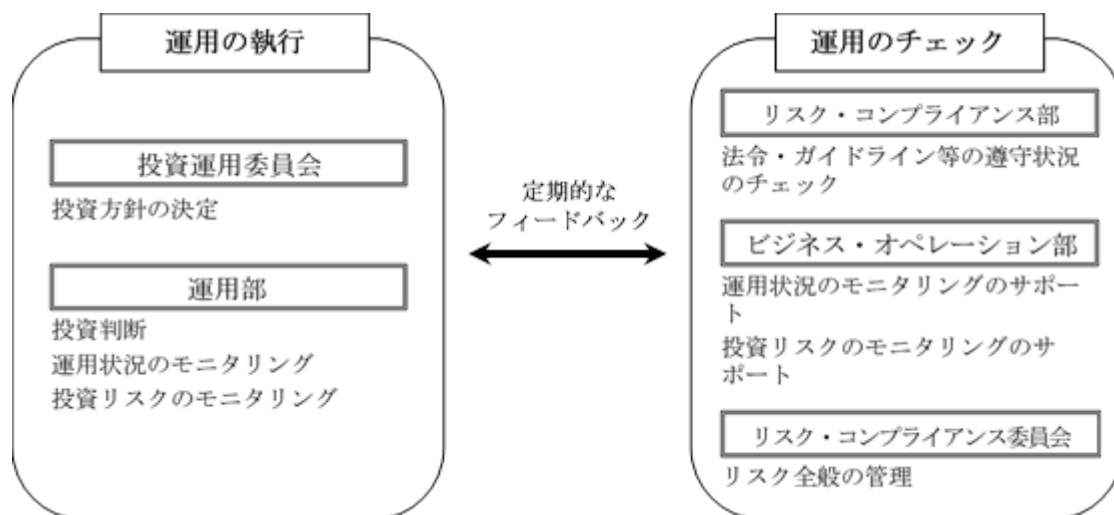 運用の執行
投資運用委員会
投資方針の決定
運用部
投資判断
運用状況のモニタリング
投資リスクのモニタリング
定期的な
フィードバック
運用のチェック
リスク・コンプライアンス部
法令・ガイドライン等の遵守状況
のチェック
ビジネス・オペレーション部
運用状況のモニタリングのサポー
ト
投資リスクのモニタリングのサ
ポート
リスク・コンプライアンス委員会
リスク全般の管理